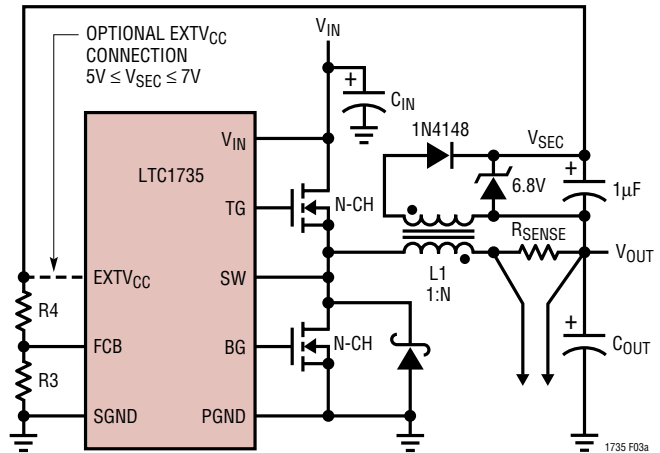 OPTIONAL EXTVCC
CONNECTION
5V ≤ VSEC ≤ 7V
VIN
+
CIN
1N4148
VSEC
6.8V
+
1µF
LTC1735
VIN
TG
N-CH
RSENSE
VOUT
L1
1:N
EXTVCC
SW
R4
FCB
BG
N-CH
+
COUT
R3
SGND
PGND
1735 F03a